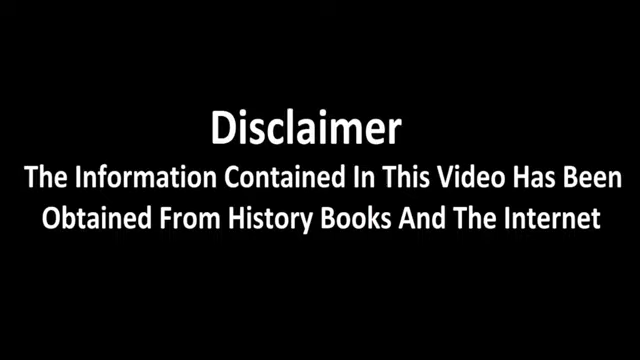 Disclaimer
The Information Contained In This Video Has Been
Obtained From History Books And The Internet